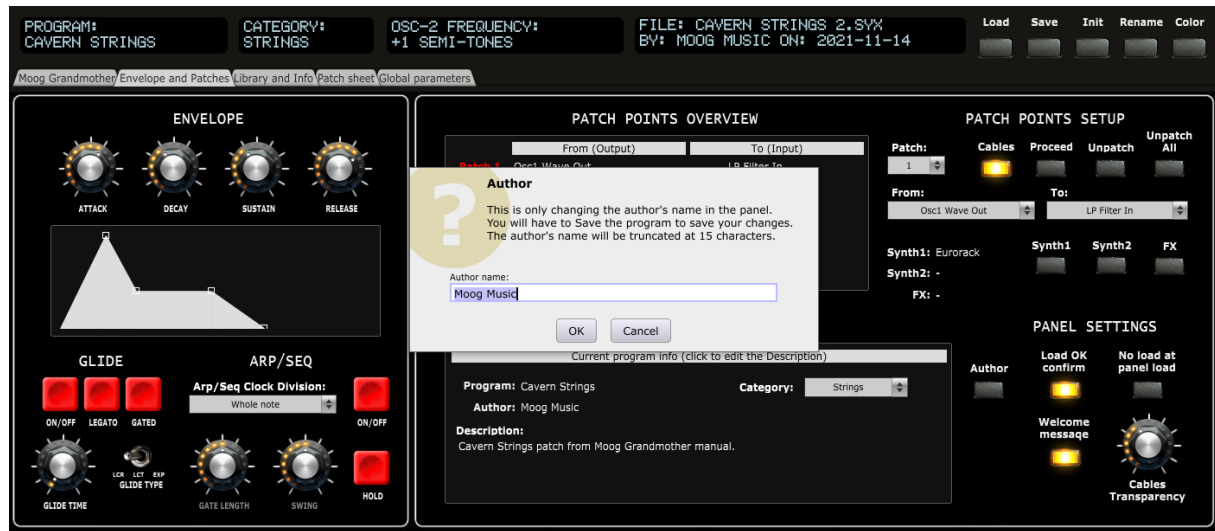 PROGRAM:
CAVERN STRINGS
CATEGORY:
STRINGS
OSC-2 FREQUENCY:
+1 SEMI-TONES
FILE: CAVERN STRINGS 2.SYX
BY: MOOG MUSIC ON: 2021-11-14
Load Save Init Rename Color
Moog Grandmother Envelope and Patches Library and Info Patch sheet Global parameters
ENVELOPE
ATTACK DECAY SUSTAIN RELEASE
GLIDE
ON/OFF LEGATO GATED
LCR LCT EXP
GLIDE TYPE
GLIDE TIME
ARP/SEQ
Arp/Seq Clock Division:
Whole note
ON/OFF
GATE LENGTH SWING
HOLD
PATCH POINTS OVERVIEW
From (Output) To (Input)
Patch 1 Osc1 Wave Out LP Filter In
Author
This is only changing the author's name in the panel.
You will have to Save the program to save your changes.
The author's name will be truncated at 15 characters.
Author name:
Moog Music
OK Cancel
Current program info (click to edit the Description)
Program: Cavern Strings
Category: Strings
Author: Moog Music
Description:
Cavern Strings patch from Moog Grandmother manual.
PATCH POINTS SETUP
Patch:
1
Cables Proceed Unpatch Unpatch All
From: To:
Osc1 Wave Out LP Filter In
Synth1: Eurorack
Synth2: -
FX: -
Synth1 Synth2 FX
PANEL SETTINGS
Author
Load OK
confirm
No load at
panel load
Welcome
message
Cables
Transparency